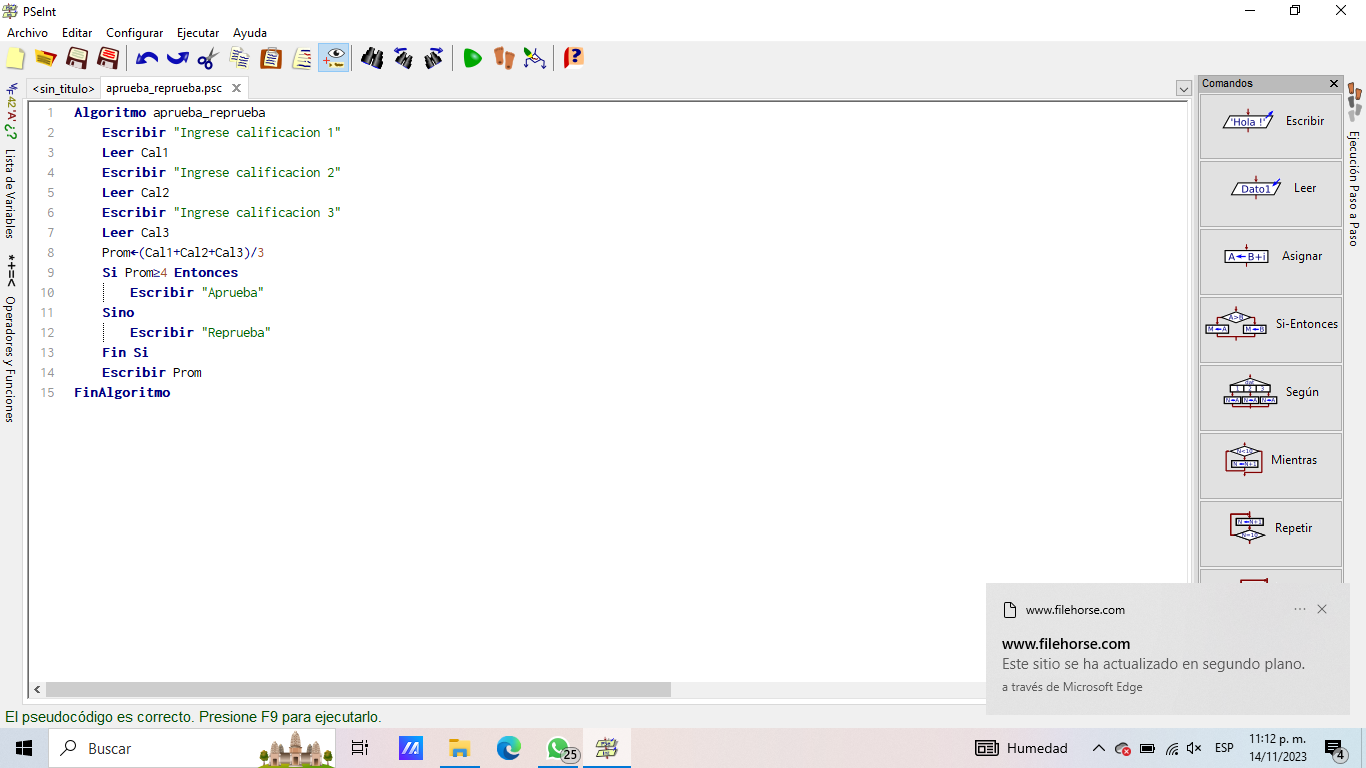 PSeInt
Archivo Editar Configurar Ejecutar Ayuda
<sin_titulo> aprueba_reprueba.psc
Lista de Variables
*+=< Operadores y Funciones
1 Algoritmo aprueba_reprueba
2 Escribir "Ingrese calificacion 1"
3 Leer Cal1
4 Escribir "Ingrese calificacion 2"
5 Leer Cal2
6 Escribir "Ingrese calificacion 3"
7 Leer Cal3
8 Prom←(Cal1+Cal2+Cal3)/3
9 Si Prom≥4 Entonces
10 Escribir "Aprueba"
11 Sino
12 Escribir "Reprueba"
13 Fin Si
14 Escribir Prom
15 FinAlgoritmo
Comandos
'Hola !' Escribir
Dato1 Leer
A←B+i Asignar
A>B M←A M←B Si-Entonces
1 2 3 N←A N←A N←A Según
N<10 N←N+1 Mientras
N←N+1 N=10 Repetir
Ejecución Paso a Paso
www.filehorse.com
www.filehorse.com
Este sitio se ha actualizado en segundo plano.
a través de Microsoft Edge
El pseudocódigo es correcto. Presione F9 para ejecutarlo.
Buscar
25
Humedad
ESP
11:12 p. m.
14/11/2023
4